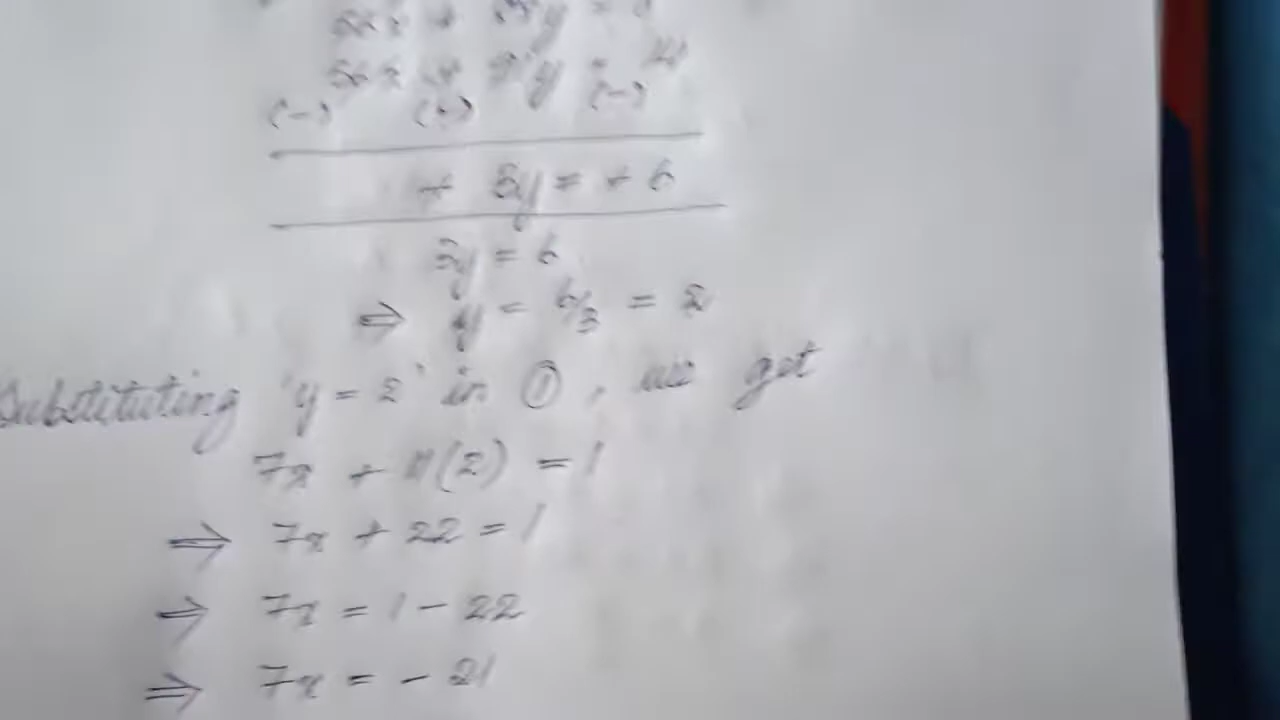 56x + y =
(-) (-) (-)
+ 3y = + 6
3y = 6
⇒ y = 6/3 = 2
Substituting 'y = 2' in ①, we get
7x + 11(2) = 1
⇒ 7x + 22 = 1
⇒ 7x = 1 - 22
⇒ 7x = - 21